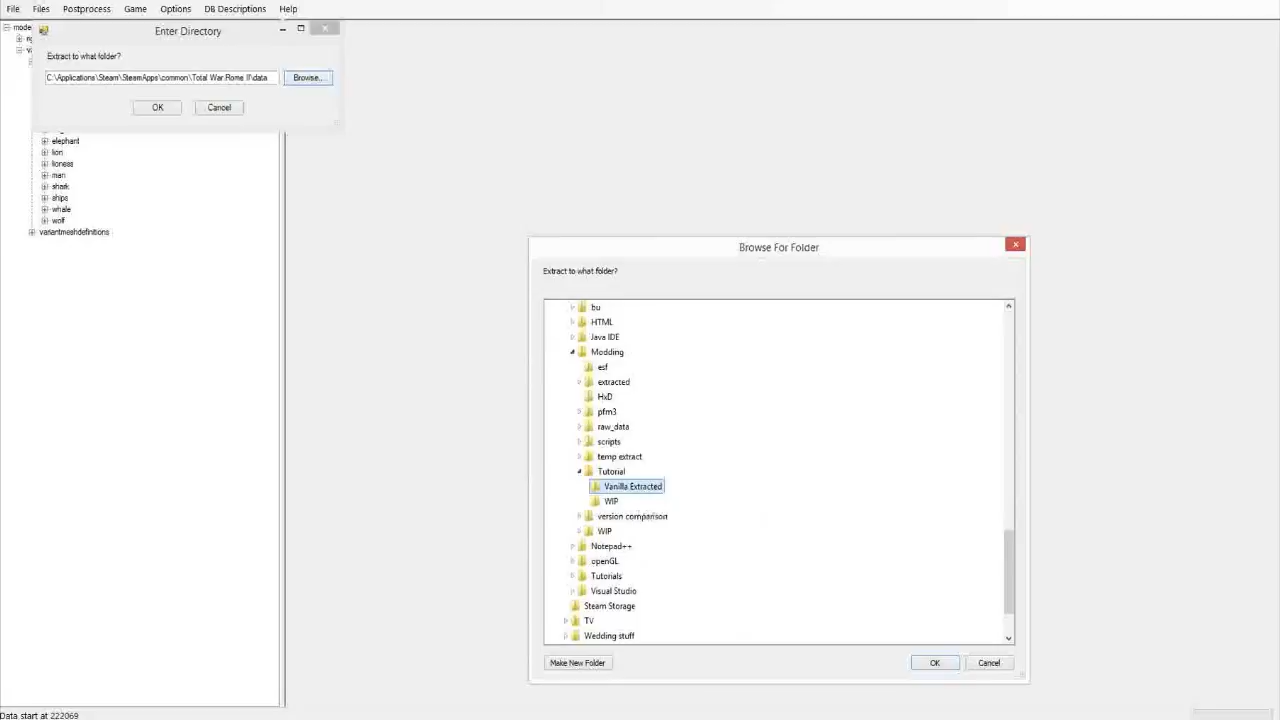 File Files Postprocess Game Options DB Descriptions Help
mode
Enter Directory
Extract to what folder?
C:\Applications\Steam\SteamApps\common\Total War Rome II\data
Browse...
OK Cancel
elephant
lion
lioness
man
shark
ships
whale
wolf
variantmeshdefinitions
Browse For Folder
Extract to what folder?
bu
HTML
Java IDE
Modding
esf
extracted
HxD
pfm3
raw_data
scripts
temp extract
Tutorial
Vanilla Extracted
WIP
version comparison
WIP
Notepad++
openGL
Tutorials
Visual Studio
Steam Storage
TV
Wedding stuff
Make New Folder OK Cancel
Data start at 222069